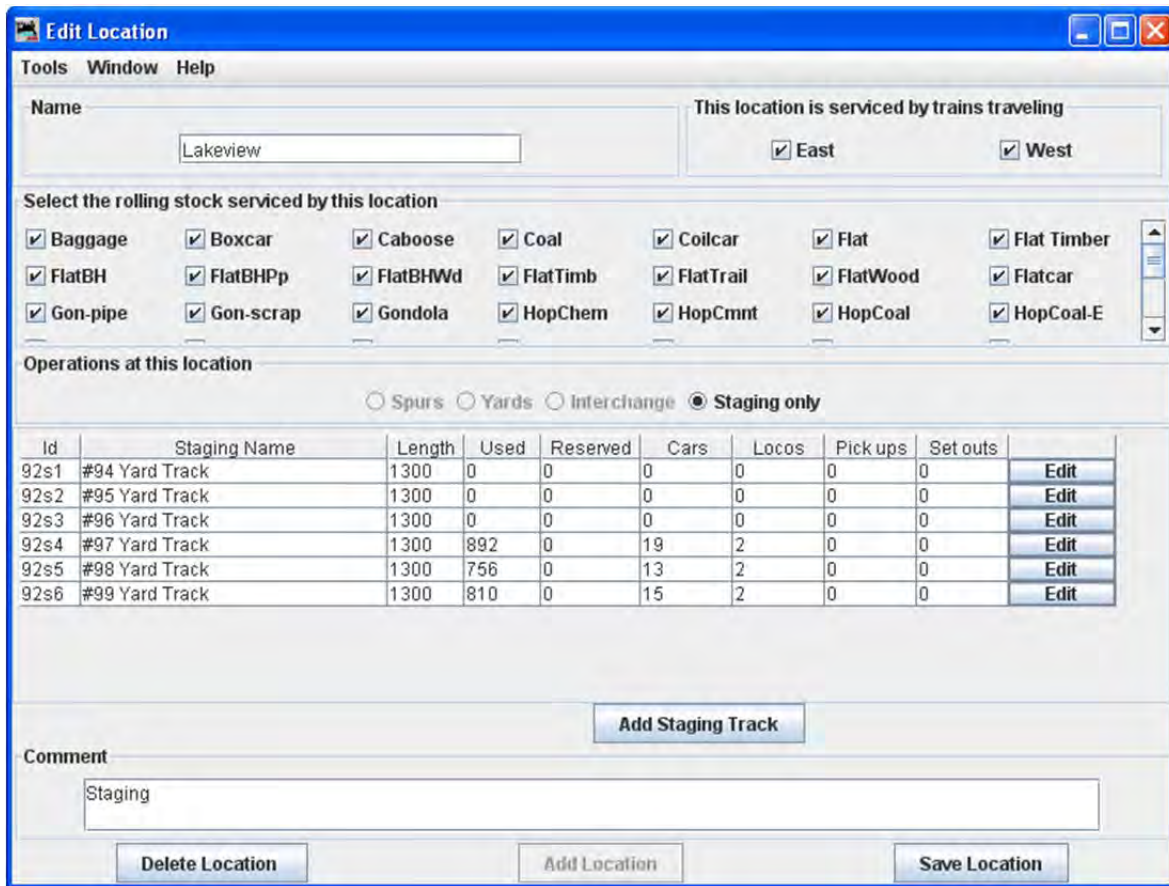 Edit Location
Tools Window Help
Name
This location is serviced by trains traveling
Lakeview
East West
Select the rolling stock serviced by this location
Baggage Boxcar Caboose Coal Coilcar Flat Flat Timber
FlatBH FlatBHPp FlatBHWd FlatTimb FlatTrail FlatWood Flatcar
Gon-pipe Gon-scrap Gondola HopChem HopCmnt HopCoal HopCoal-E
Operations at this location
Spurs Yards Interchange Staging only
Id Staging Name Length Used Reserved Cars Locos Pick ups Set outs
92s1 #94 Yard Track 1300 0 0 0 0 0 0 Edit
92s2 #95 Yard Track 1300 0 0 0 0 0 0 Edit
92s3 #96 Yard Track 1300 0 0 0 0 0 0 Edit
92s4 #97 Yard Track 1300 892 0 19 2 0 0 Edit
92s5 #98 Yard Track 1300 756 0 13 2 0 0 Edit
92s6 #99 Yard Track 1300 810 0 15 2 0 0 Edit
Add Staging Track
Comment
Staging
Delete Location Add Location Save Location